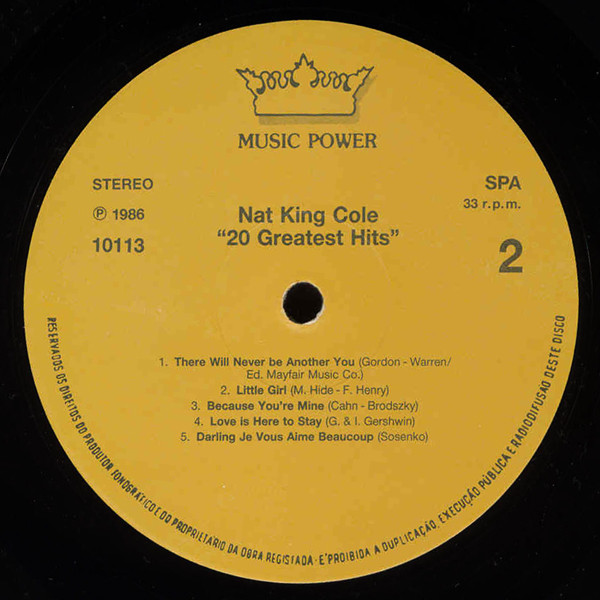 MUSIC POWER
STEREO
SPA
℗ 1986
33 r.p.m.
10113
2
Nat King Cole
“20 Greatest Hits”
1. There Will Never be Another You (Gordon - Warren/
Ed. Mayfair Music Co.)
2. Little Girl (M. Hide - F. Henry)
3. Because You're Mine (Cahn - Brodszky)
4. Love is Here to Stay (G. & I. Gershwin)
5. Darling Je Vous Aime Beaucoup (Sosenko)
RESERVADOS OS DIREITOS DO PRODUTOR FONOGRÁFICO E DO PROPRIETARIO DA OBRA REGISTADA - É PROIBIDA A DUPLICAÇÃO, EXECUÇÃO PÚBLICA E RADIODIFUSAO DESTE DISCO